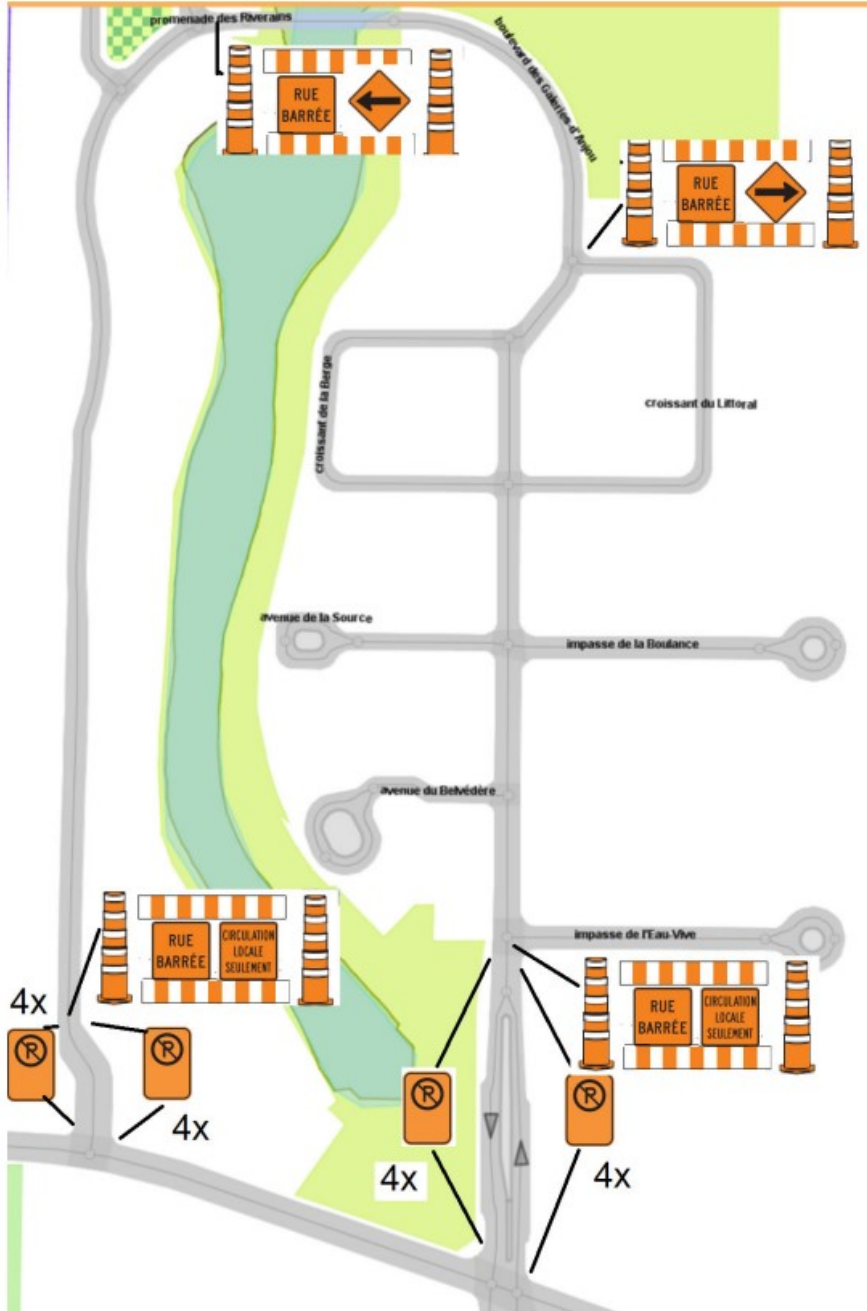 promenade des Riverains
boulevard des Galeries d'Anjou
RUE
BARRÉE
RUE
BARRÉE
croissant de la Berge
croissant du Littoral
avenue de la Source
impasse de la Boulance
avenue du Belvédère
RUE
BARRÉE
CIRCULATION
LOCALE
SEULEMENT
impasse de l'Eau-Vive
RUE
BARRÉE
CIRCULATION
LOCALE
SEULEMENT
4x
P
P
4x
P
4x
P
4x